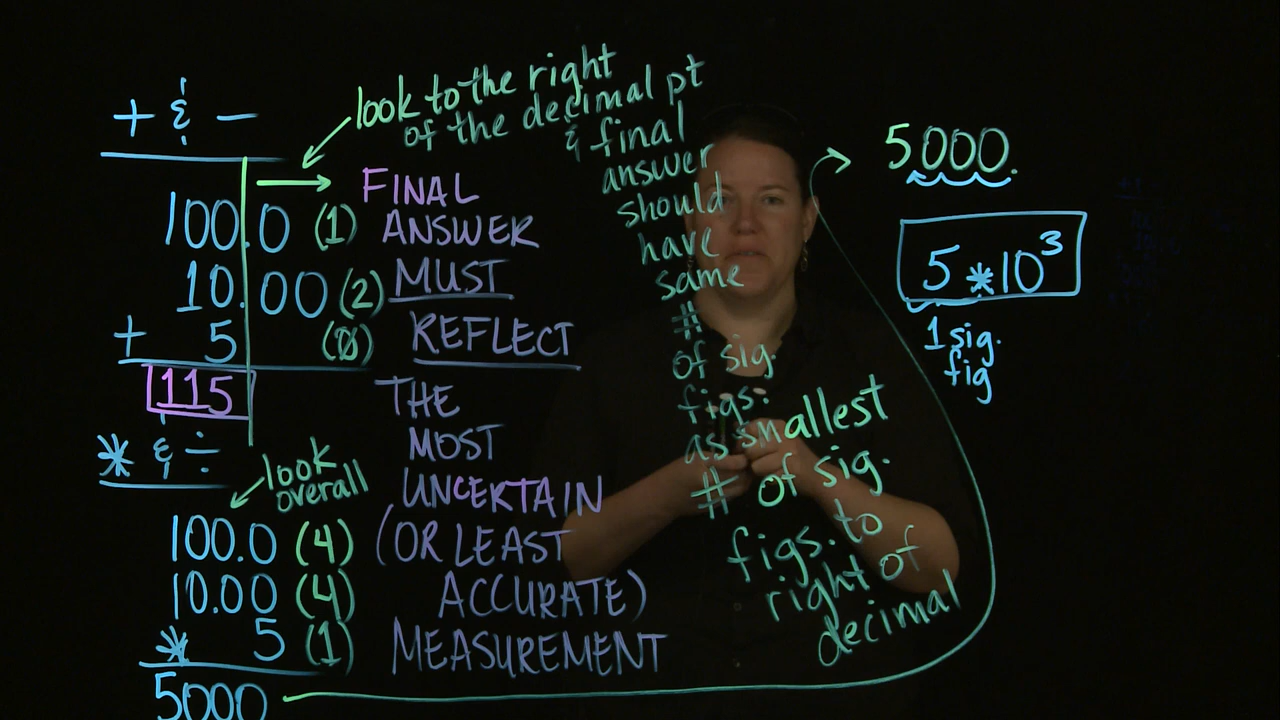 + & −
look to the right
of the decimal pt
& final
answer
should
have
same
#
of sig.
figs.
as smallest
# of sig.
figs. to
right of
decimal
100.0 (1)
10.00 (2)
+ 5 (0)
115
FINAL
ANSWER
MUST
REFLECT
THE
MOST
UNCERTAIN
(OR LEAST
ACCURATE)
MEASUREMENT
* & ÷
look
overall
100.0 (4)
10.00 (4)
* 5 (1)
5000
5000.
5 * 10³
1 sig.
fig